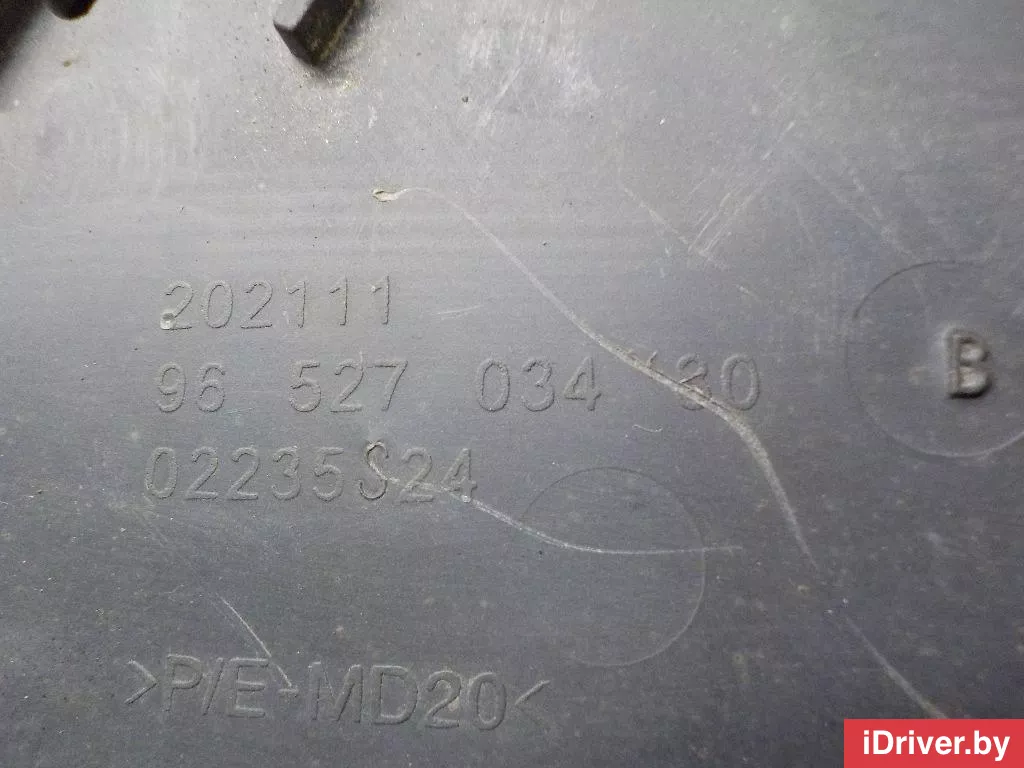 202111
96 527 034 80
B
02235S24
>P/E-MD20<
iDriver.by